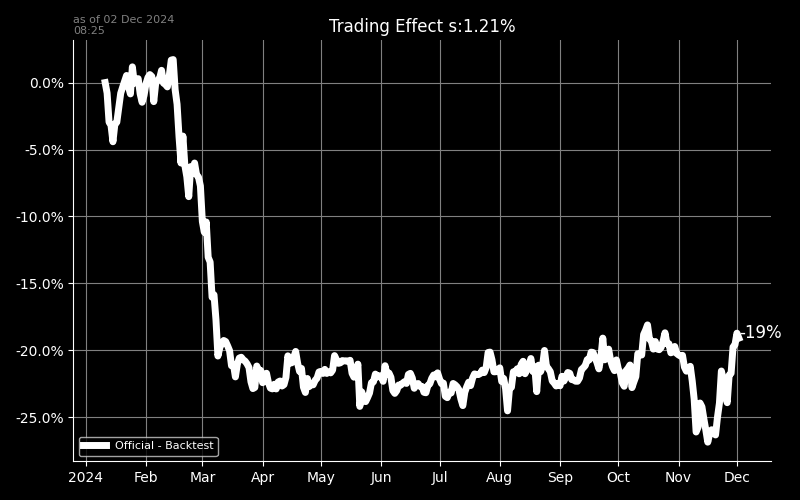 as of 02 Dec 2024
08:25
Trading Effect s:1.21%
0.0%
-5.0%
-10.0%
-15.0%
-20.0%
-25.0%
-19%
Official - Backtest
2024 Feb Mar Apr May Jun Jul Aug Sep Oct Nov Dec